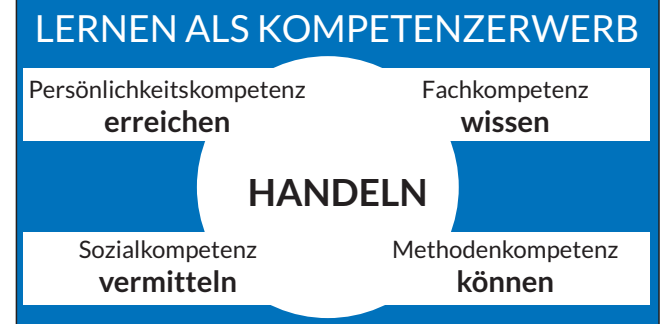 LERNEN ALS KOMPETENZERWERB
Persönlichkeitskompetenz
erreichen
Fachkompetenz
wissen
HANDELN
Sozialkompetenz
vermitteln
Methodenkompetenz
können